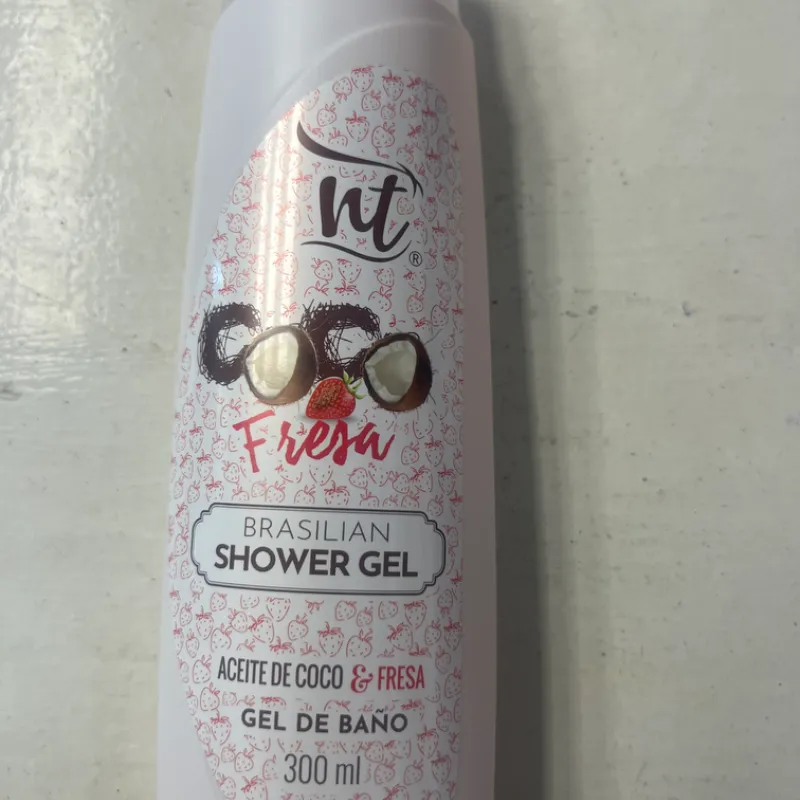 nt
®
COCO
Fresa
BRASILIAN
SHOWER GEL
ACEITE DE COCO & FRESA
GEL DE BAÑO
300 ml